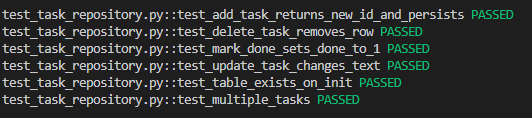 test_task_repository.py::test_add_task_returns_new_id_and_persists PASSED
test_task_repository.py::test_delete_task_removes_row PASSED
test_task_repository.py::test_mark_done_sets_done_to_1 PASSED
test_task_repository.py::test_update_task_changes_text PASSED
test_task_repository.py::test_table_exists_on_init PASSED
test_task_repository.py::test_multiple_tasks PASSED